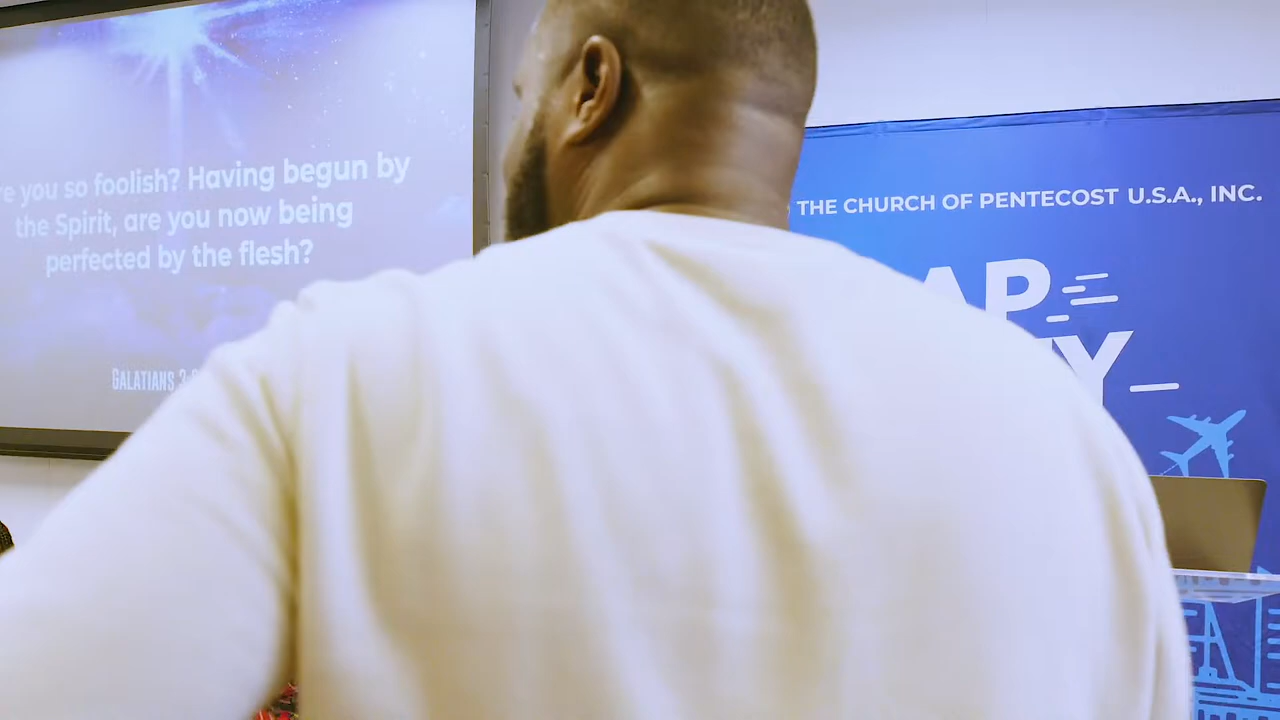 you so foolish? Having begun by
the Spirit, are you now being
perfected by the flesh?
GALATIANS
THE CHURCH OF PENTECOST U.S.A., INC.